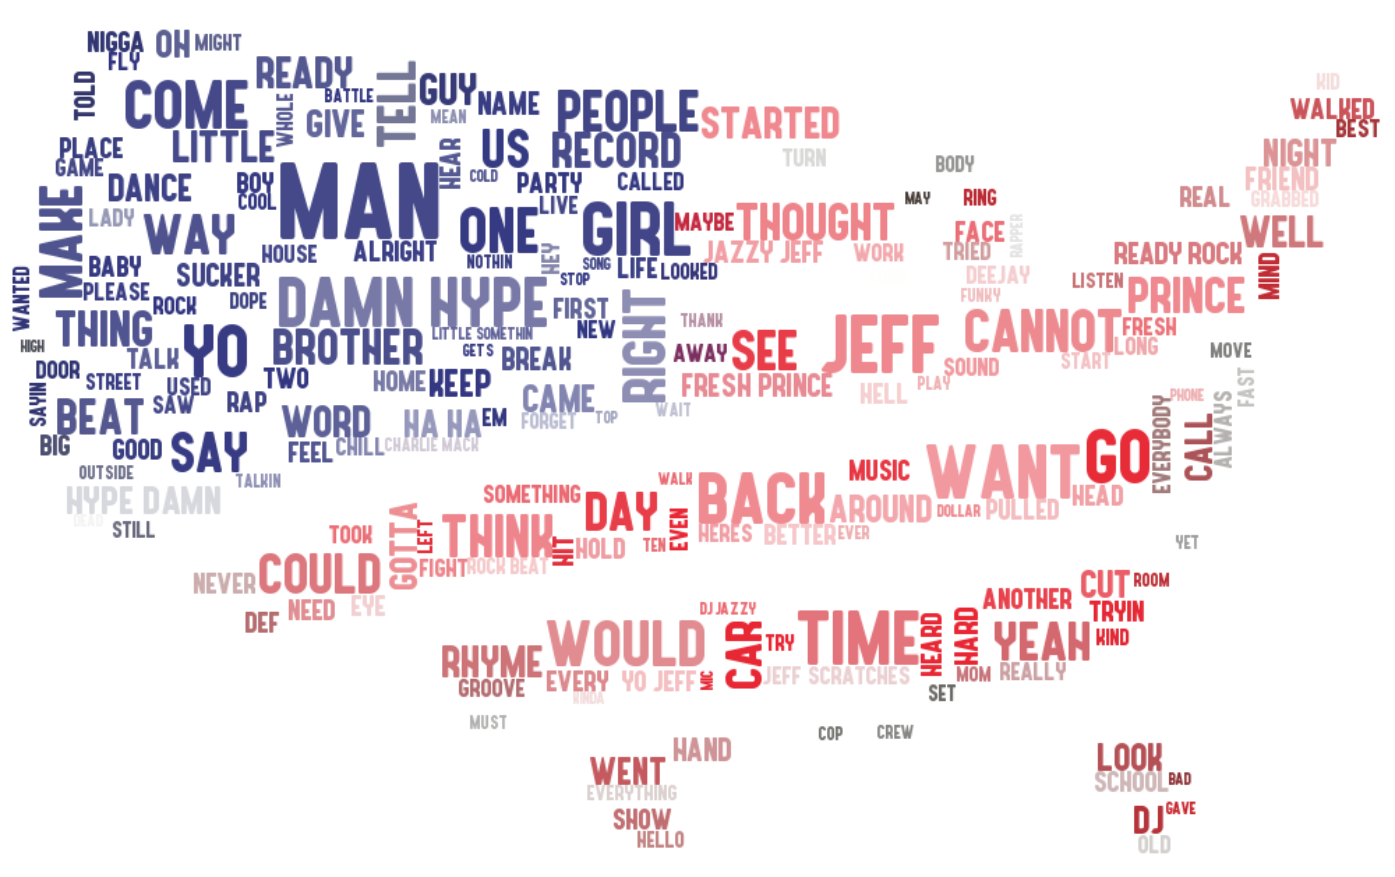 NIGGA
OH
MIGHT
FLY
TOLD
COME
READY
BATTLE
WHOLE
GIVE
TELL
GUY
MEAN
NAME
PEOPLE
STARTED
TURN
KID
WALKED
BEST
PLACE
GAME
LITTLE
HEAR
US
RECORD
COLD
PARTY
CALLED
BODY
NIGHT
FRIEND
GRABBED
REAL
MAKE
DANCE
BOY
COOL
MAN
LIVE
ONE
GIRL
MAYBE
THOUGHT
MAY
RING
FACE
RAPPER
TRIED
WELL
LADY
WAY
HOUSE
ALRIGHT
NOTHIN
HEY
SONG
LIFE
LOOKED
JAZZY JEFF
WORK
DEEJAY
FUNKY
LISTEN
READY ROCK
MIND
PRINCE
WANTED
BABY
PLEASE
SUCKER
ROCK
DOPE
DAMN HYPE
STOP
FIRST
NEW
RIGHT
THANK
THING
HIGH
YO
BROTHER
LITTLE SOMETHIN
GETS
BREAK
AWAY
SEE
JEFF
CANNOT
FRESH
LONG
START
SOUND
MOVE
DOOR
TALK
STREET
USED
SAW
TWO
HOME
KEEP
CAME
FORGET
TOP
WAIT
FRESH PRINCE
HELL
PLAY
FAST
PHONE
SAYIN
BEAT
RAP
WORD
HA HA
EM
BIG
GOOD
SAY
FEEL
CHILL
CHARLIE MACK
EVERYBODY
CALL
ALWAYS
OUTSIDE
TALKIN
HYPE DAMN
DEAD
STILL
SOMETHING
DAY
WALK
BACK
MUSIC
WANT
GO
HEAD
AROUND
DOLLAR
PULLED
TOOK
GOTTA
LEFT
THINK
HIT
HOLD
TEN
EVEN
HERES
BETTER
EVER
YET
NEVER
COULD
FIGHT
ROCK BEAT
DEF
NEED
EYE
CUT
ROOM
ANOTHER
TRYIN
KIND
DJ JAZZY
RHYME
WOULD
CAR
TRY
TIME
HEARD
HARD
YEAH
GROOVE
EVERY
YO JEFF
MIC
JEFF SCRATCHES
MOM
REALLY
KINDA
SET
MUST
COP
CREW
HAND
WENT
EVERYTHING
SHOW
HELLO
LOOK
SCHOOL
BAD
DJ
GAVE
OLD